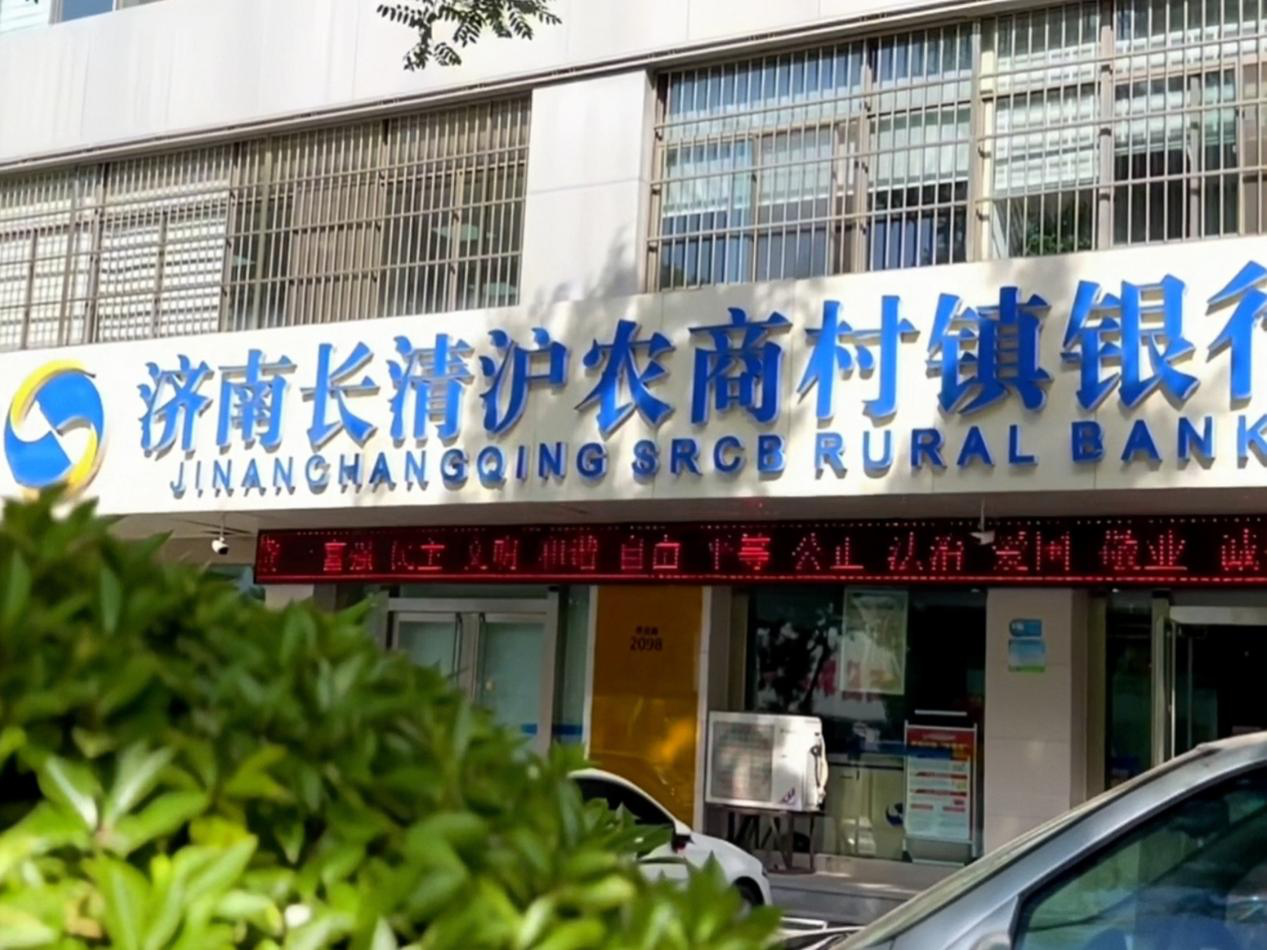 济南长清沪农商村镇银行
JINANCHANGQING SRCB RURAL BANK
富强 民主 文明 和谐 自由 平等 公正 法治 爱国 敬业 诚
2098